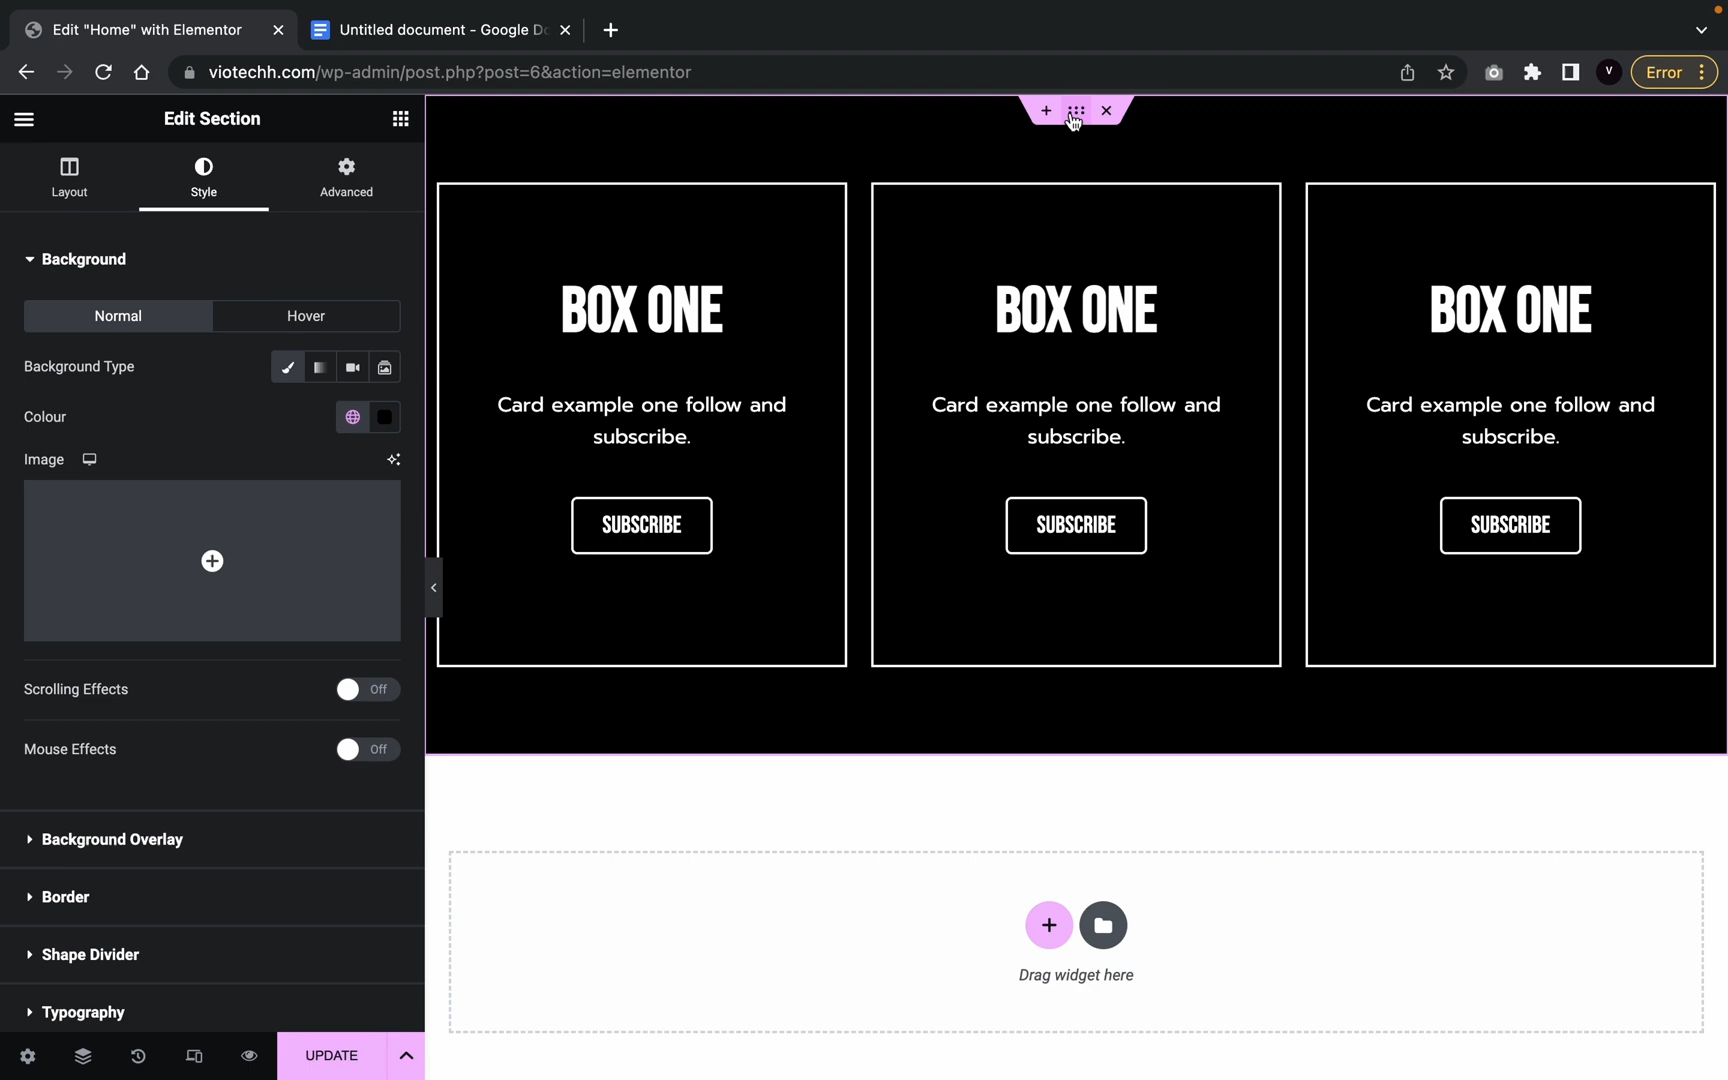 Edit "Home" with Elementor
Untitled document - Google Do
viotechh.com/wp-admin/post.php?post=6&action=elementor
V
Error
Edit Section
Layout
Style
Advanced
Background
Normal
Hover
Background Type
Colour
Image
Scrolling Effects
Off
Mouse Effects
Off
Background Overlay
Border
Shape Divider
Typography
UPDATE
BOX ONE
Card example one follow and
subscribe.
SUBSCRIBE
BOX ONE
Card example one follow and
subscribe.
SUBSCRIBE
BOX ONE
Card example one follow and
subscribe.
SUBSCRIBE
Drag widget here